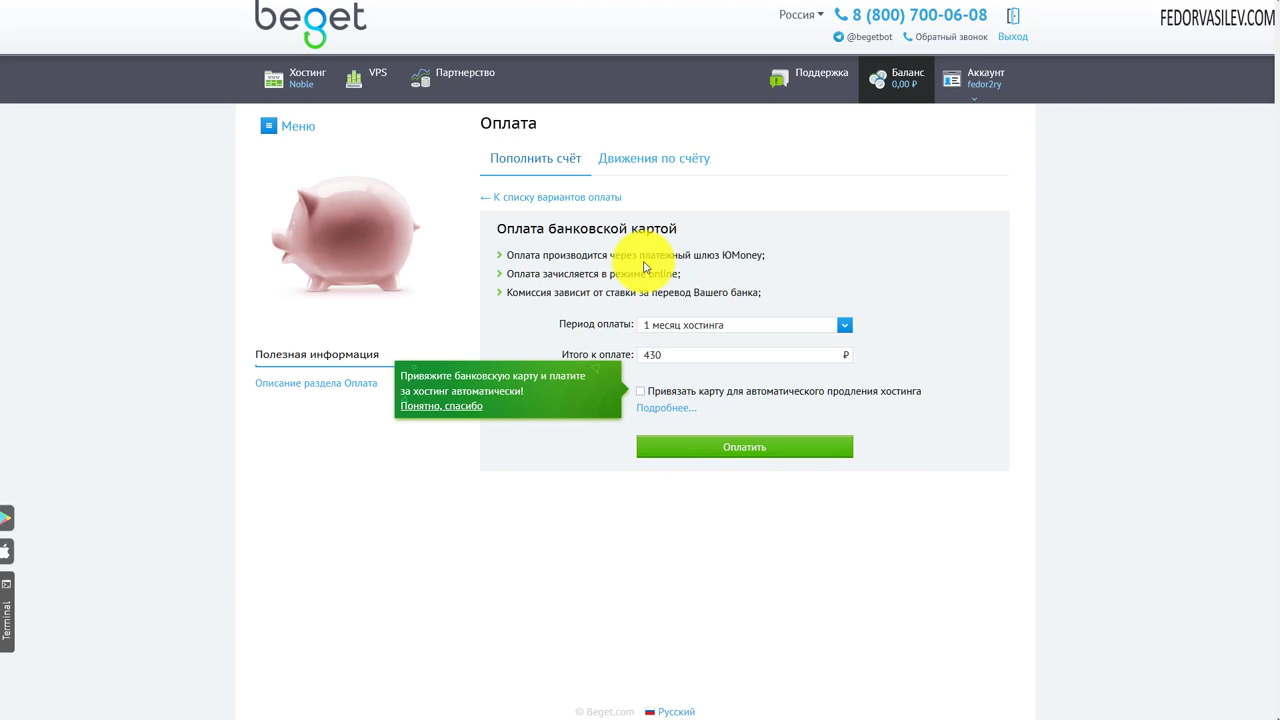 beget
Россия
8 (800) 700-06-08
@begetbot
Обратный звонок
Выход
FEDORVASILEV.COM
Хостинг
Noble
VPS
Партнерство
Поддержка
Баланс
0,00 ₽
Аккаунт
fedor2ry
Меню
Оплата
Пополнить счёт
Движения по счёту
← К списку вариантов оплаты
Оплата банковской картой
Оплата производится через платежный шлюз ЮMoney;
Оплата зачисляется в режиме online;
Комиссия зависит от ставки за перевод Вашего банка;
Период оплаты:
1 месяц хостинга
Итого к оплате:
430 ₽
Полезная информация
Описание раздела Оплата
Привяжите банковскую карту и платите
за хостинг автоматически!
Понятно, спасибо
Привязать карту для автоматического продления хостинга
Подробнее...
Оплатить
Terminal
© Beget.com
Русский